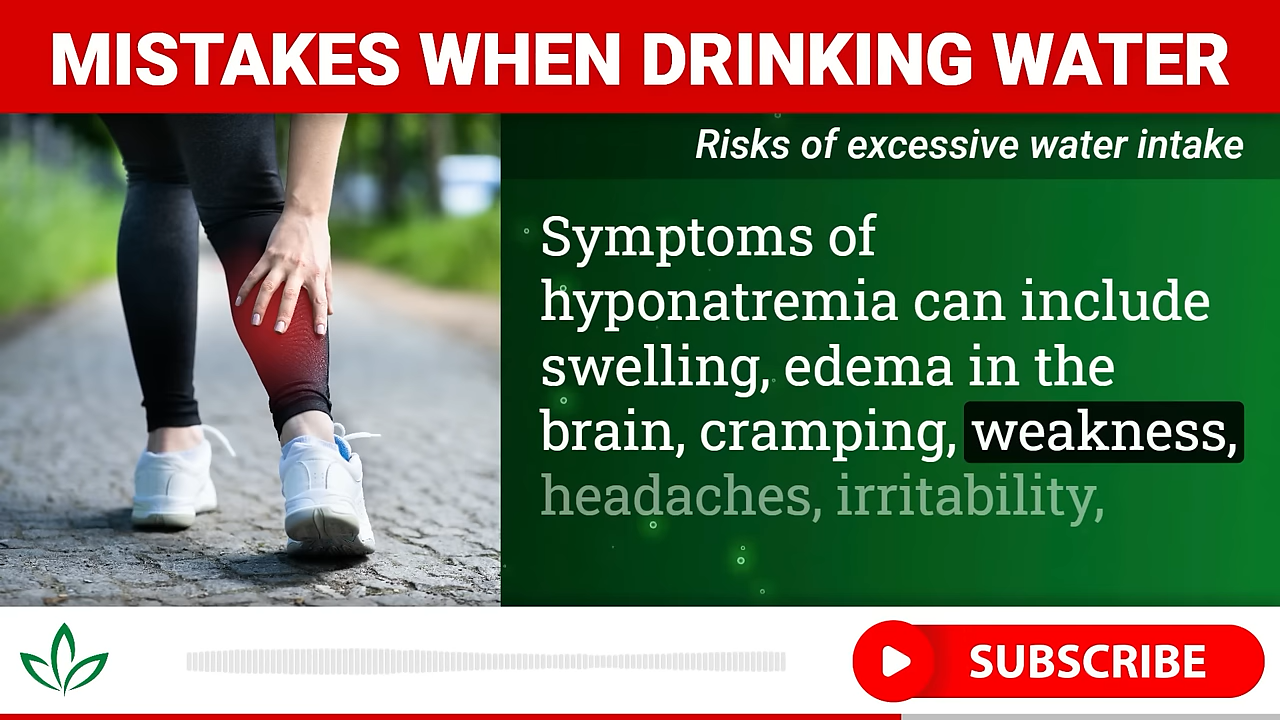 MISTAKES WHEN DRINKING WATER
Risks of excessive water intake
Symptoms of
hyponatremia can include
swelling, edema in the
brain, cramping, weakness,
headaches, irritability,
SUBSCRIBE